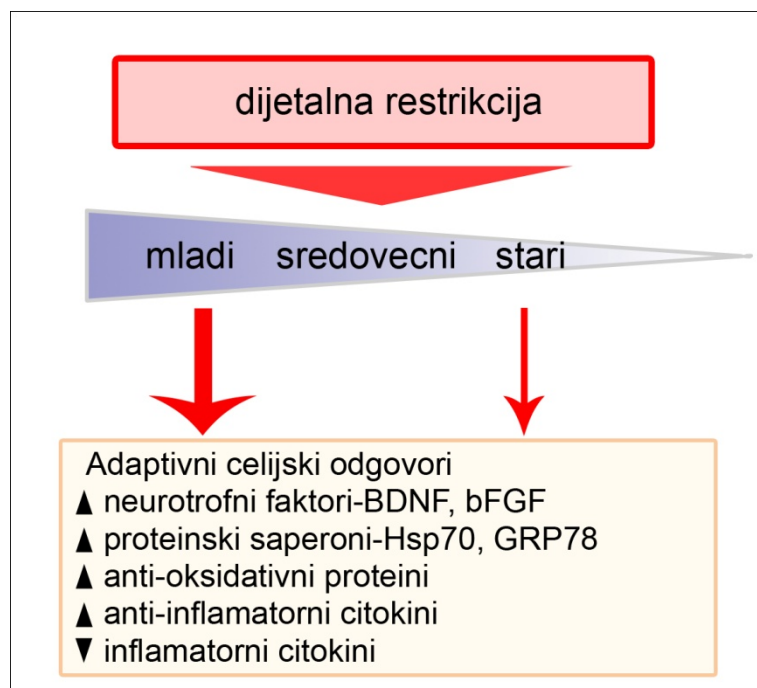 dijetalna restrikcija
mladi sredovecni stari
Adaptivni celijski odgovori
▲ neurotrofni faktori-BDNF, bFGF
▲ proteinski saperoni-Hsp70, GRP78
▲ anti-oksidativni proteini
▲ anti-inflamatorni citokini
▼ inflamatorni citokini